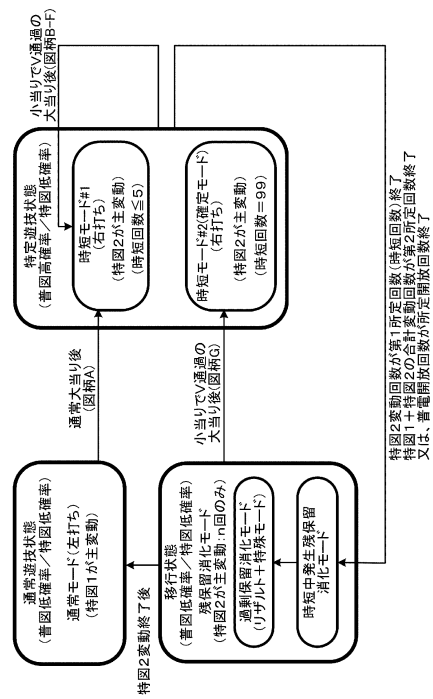 通常遊技状態
(普図低確率/特図低確率)
通常モード(左打ち)
(特図1が主変動)
特図2変動終了後
移行状態
(普図低確率/特図低確率)
残保留消化モード
(特図2が主変動:n回のみ)
過剰保留消化モード
(リザルト+特殊モード)
時短中発生残保留
消化モード
通常大当り後
(図柄A)
小当りでV通過の
大当り後(図柄G)
特定遊技状態
(普図高確率/特図低確率)
時短モード#1
(右打ち)
(特図2が主変動)
(時短回数≦5)
時短モード#2(確定モード)
(右打ち)
(特図2が主変動)
(時短回数=99)
小当りでV通過の
大当り後(図柄B-F)
特図2変動回数が第1所定回数(時短回数)終了
特図1+特図2の合計変動回数が第2所定回数終了
又は、普電開放回数が所定開放回数終了